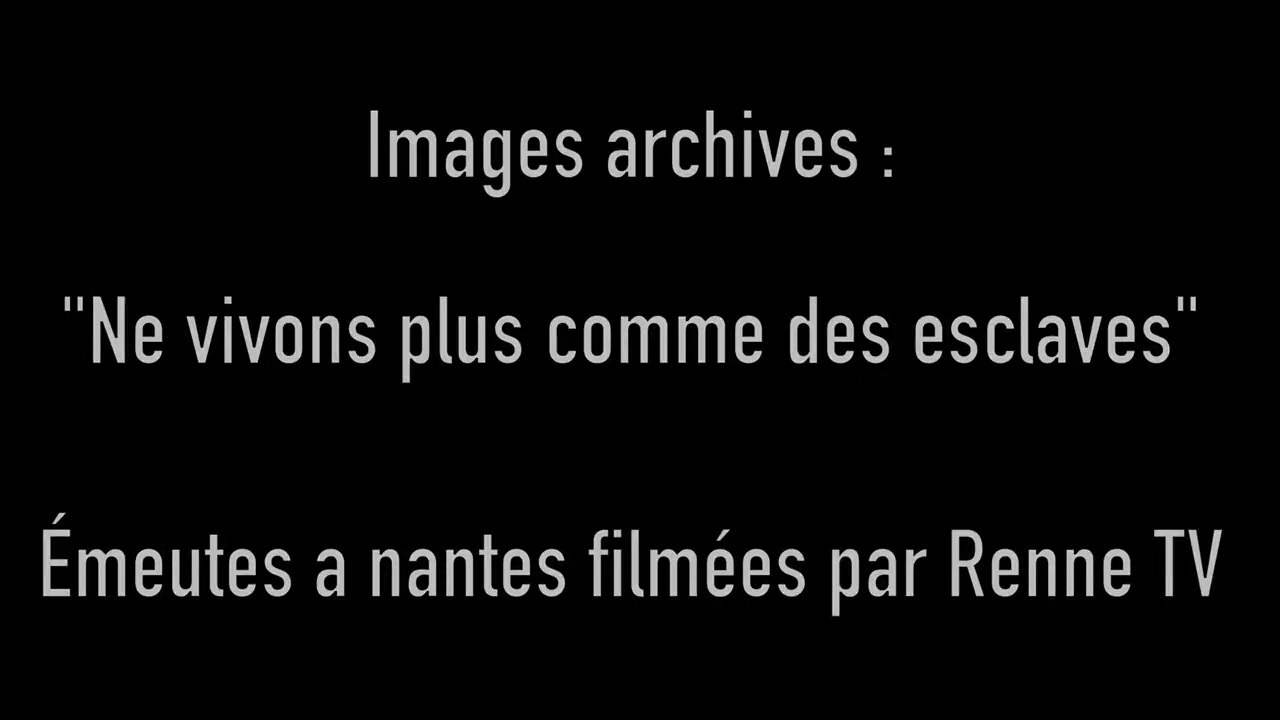 Images archives :
"Ne vivons plus comme des esclaves"
Émeutes a nantes filmées par Renne TV